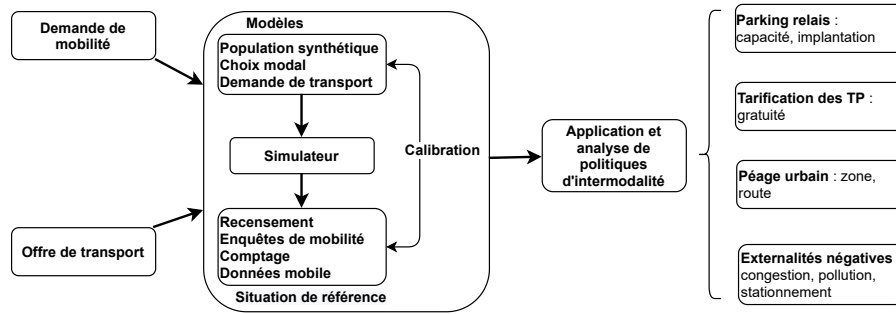 Demande de
mobilité
Offre de transport
Modèles
Population synthétique
Choix modal
Demande de transport
Simulateur
Calibration
Recensement
Enquêtes de mobilité
Comptage
Données mobile
Situation de référence
Application et
analyse de
politiques
d'intermodalité
Parking relais :
capacité, implantation
Tarification des TP :
gratuité
Péage urbain : zone,
route
Externalités négatives
congestion, pollution,
stationnement